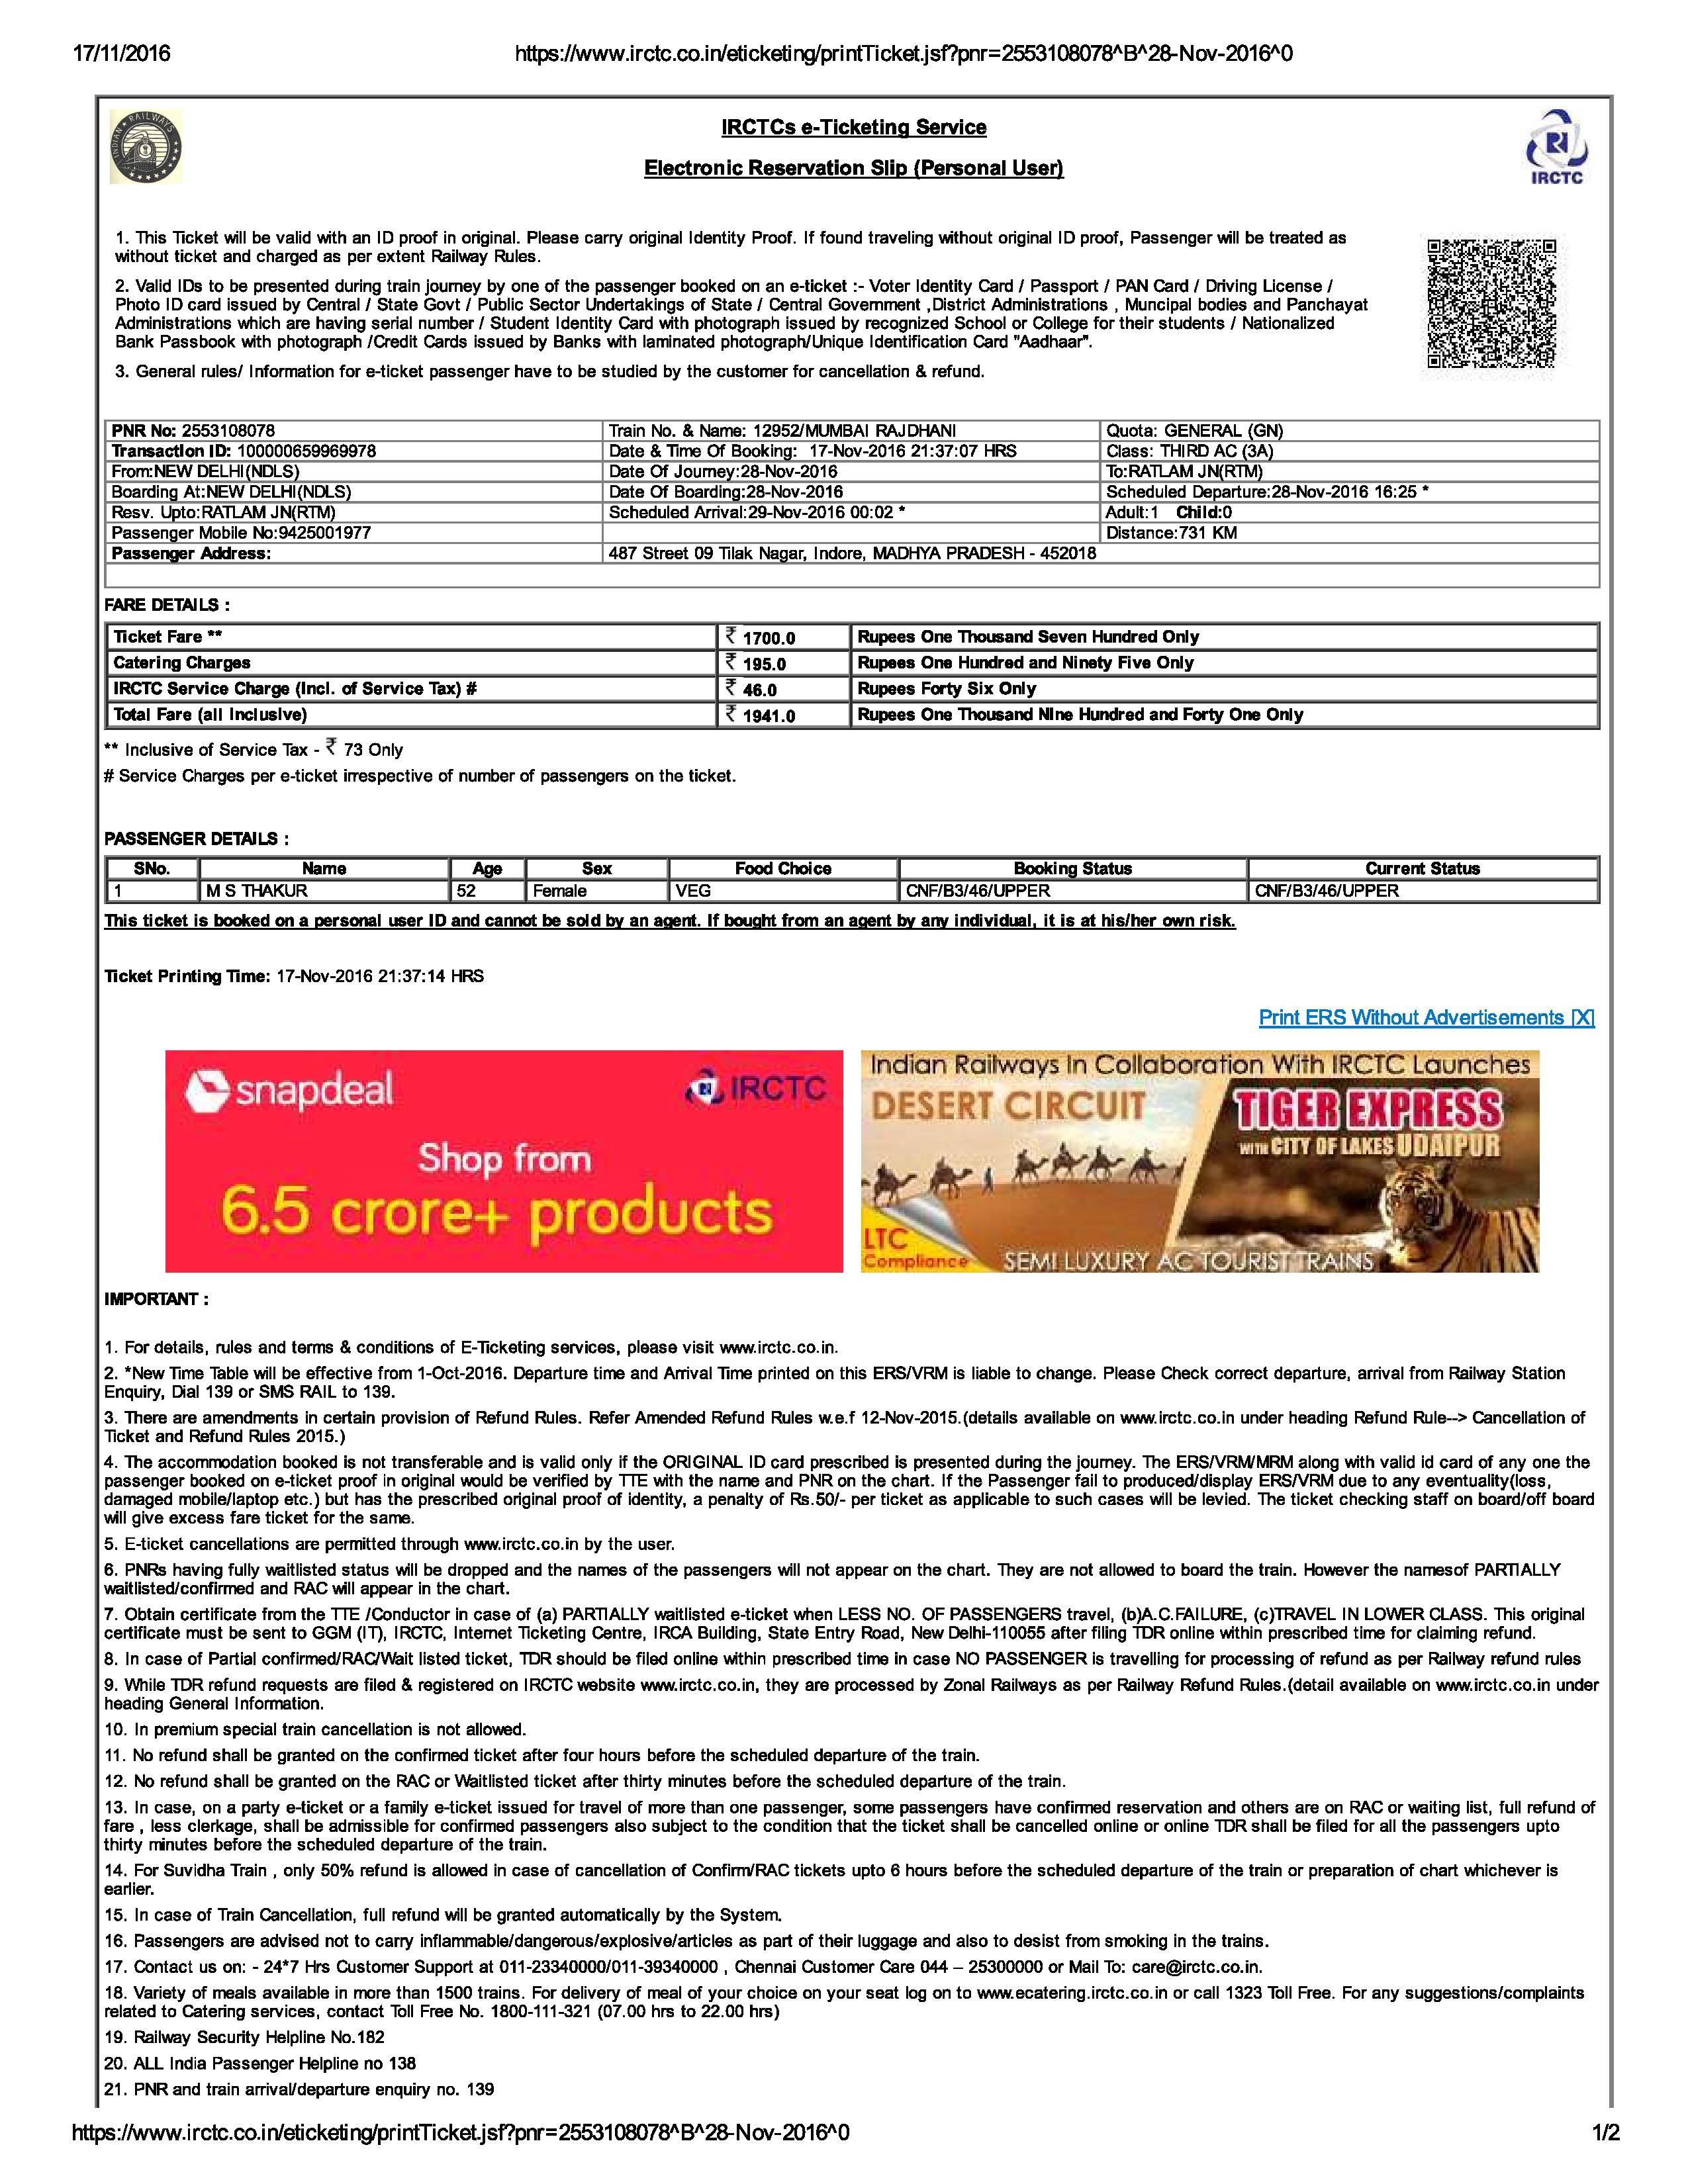 17/11/2016
https://www.irctc.co.in/eticketing/printTicket.jsf?pnr=2553108078^B^28-Nov-2016^0
INDIAN RAILWAYS
IRCTCs e-Ticketing Service
Electronic Reservation Slip (Personal User)
IRCTC
1. This Ticket will be valid with an ID proof in original. Please carry original Identity Proof. If found traveling without original ID proof, Passenger will be treated as
without ticket and charged as per extent Railway Rules.
2. Valid IDs to be presented during train journey by one of the passenger booked on an e-ticket :- Voter Identity Card / Passport / PAN Card / Driving License /
Photo ID card issued by Central / State Govt / Public Sector Undertakings of State / Central Government ,District Administrations , Muncipal bodies and Panchayat
Administrations which are having serial number / Student Identity Card with photograph issued by recognized School or College for their students / Nationalized
Bank Passbook with photograph /Credit Cards issued by Banks with laminated photograph/Unique Identification Card "Aadhaar".
3. General rules/ Information for e-ticket passenger have to be studied by the customer for cancellation & refund.
PNR No: 2553108078 Train No. & Name: 12952/MUMBAI RAJDHANI Quota: GENERAL (GN)
Transaction ID: 100000659969978 Date & Time Of Booking: 17-Nov-2016 21:37:07 HRS Class: THIRD AC (3A)
From:NEW DELHI(NDLS) Date Of Journey:28-Nov-2016 To:RATLAM JN(RTM)
Boarding At:NEW DELHI(NDLS) Date Of Boarding:28-Nov-2016 Scheduled Departure:28-Nov-2016 16:25 *
Resv. Upto:RATLAM JN(RTM) Scheduled Arrival:29-Nov-2016 00:02 * Adult:1 Child:0
Passenger Mobile No:9425001977 Distance:731 KM
Passenger Address: 487 Street 09 Tilak Nagar, Indore, MADHYA PRADESH - 452018
FARE DETAILS :
Ticket Fare ** ₹ 1700.0 Rupees One Thousand Seven Hundred Only
Catering Charges ₹ 195.0 Rupees One Hundred and Ninety Five Only
IRCTC Service Charge (Incl. of Service Tax) # ₹ 46.0 Rupees Forty Six Only
Total Fare (all inclusive) ₹ 1941.0 Rupees One Thousand Nine Hundred and Forty One Only
** Inclusive of Service Tax - ₹ 73 Only
# Service Charges per e-ticket irrespective of number of passengers on the ticket.
PASSENGER DETAILS :
SNo. Name Age Sex Food Choice Booking Status Current Status
1 M S THAKUR 52 Female VEG CNF/B3/46/UPPER CNF/B3/46/UPPER
This ticket is booked on a personal user ID and cannot be sold by an agent. If bought from an agent by any individual, it is at his/her own risk.
Ticket Printing Time: 17-Nov-2016 21:37:14 HRS
Print ERS Without Advertisements [X]
snapdeal IRCTC
Shop from
6.5 crore+ products
Indian Railways In Collaboration With IRCTC Launches
DESERT CIRCUIT
TIGER EXPRESS
WITH CITY OF LAKES UDAIPUR
LTC
Compliance
SEMI LUXURY AC TOURIST TRAINS
IMPORTANT :
1. For details, rules and terms & conditions of E-Ticketing services, please visit www.irctc.co.in.
2. *New Time Table will be effective from 1-Oct-2016. Departure time and Arrival Time printed on this ERS/VRM is liable to change. Please Check correct departure, arrival from Railway Station
Enquiry, Dial 139 or SMS RAIL to 139.
3. There are amendments in certain provision of Refund Rules. Refer Amended Refund Rules w.e.f 12-Nov-2015.(details available on www.irctc.co.in under heading Refund Rule--> Cancellation of
Ticket and Refund Rules 2015.)
4. The accommodation booked is not transferable and is valid only if the ORIGINAL ID card prescribed is presented during the journey. The ERS/VRM/MRM along with valid id card of any one the
passenger booked on e-ticket proof in original would be verified by TTE with the name and PNR on the chart. If the Passenger fail to produced/display ERS/VRM due to any eventuality(loss,
damaged mobile/laptop etc.) but has the prescribed original proof of identity, a penalty of Rs.50/- per ticket as applicable to such cases will be levied. The ticket checking staff on board/off board
will give excess fare ticket for the same.
5. E-ticket cancellations are permitted through www.irctc.co.in by the user.
6. PNRs having fully waitlisted status will be dropped and the names of the passengers will not appear on the chart. They are not allowed to board the train. However the namesof PARTIALLY
waitlisted/confirmed and RAC will appear in the chart.
7. Obtain certificate from the TTE /Conductor in case of (a) PARTIALLY waitlisted e-ticket when LESS NO. OF PASSENGERS travel, (b)A.C.FAILURE, (c)TRAVEL IN LOWER CLASS. This original
certificate must be sent to GGM (IT), IRCTC, Internet Ticketing Centre, IRCA Building, State Entry Road, New Delhi-110055 after filing TDR online within prescribed time for claiming refund.
8. In case of Partial confirmed/RAC/Wait listed ticket, TDR should be filed online within prescribed time in case NO PASSENGER is travelling for processing of refund as per Railway refund rules
9. While TDR refund requests are filed & registered on IRCTC website www.irctc.co.in, they are processed by Zonal Railways as per Railway Refund Rules.(detail available on www.irctc.co.in under
heading General Information.
10. In premium special train cancellation is not allowed.
11. No refund shall be granted on the confirmed ticket after four hours before the scheduled departure of the train.
12. No refund shall be granted on the RAC or Waitlisted ticket after thirty minutes before the scheduled departure of the train.
13. In case, on a party e-ticket or a family e-ticket issued for travel of more than one passenger, some passengers have confirmed reservation and others are on RAC or waiting list, full refund of
fare , less clerkage, shall be admissible for confirmed passengers also subject to the condition that the ticket shall be cancelled online or online TDR shall be filed for all the passengers upto
thirty minutes before the scheduled departure of the train.
14. For Suvidha Train , only 50% refund is allowed in case of cancellation of Confirm/RAC tickets upto 6 hours before the scheduled departure of the train or preparation of chart whichever is
earlier.
15. In case of Train Cancellation, full refund will be granted automatically by the System.
16. Passengers are advised not to carry inflammable/dangerous/explosive/articles as part of their luggage and also to desist from smoking in the trains.
17. Contact us on: - 24*7 Hrs Customer Support at 011-23340000/011-39340000 , Chennai Customer Care 044 – 25300000 or Mail To: care@irctc.co.in.
18. Variety of meals available in more than 1500 trains. For delivery of meal of your choice on your seat log on to www.ecatering.irctc.co.in or call 1323 Toll Free. For any suggestions/complaints
related to Catering services, contact Toll Free No. 1800-111-321 (07.00 hrs to 22.00 hrs)
19. Railway Security Helpline No.182
20. ALL India Passenger Helpline no 138
21. PNR and train arrival/departure enquiry no. 139
https://www.irctc.co.in/eticketing/printTicket.jsf?pnr=2553108078^B^28-Nov-2016^0
1/2